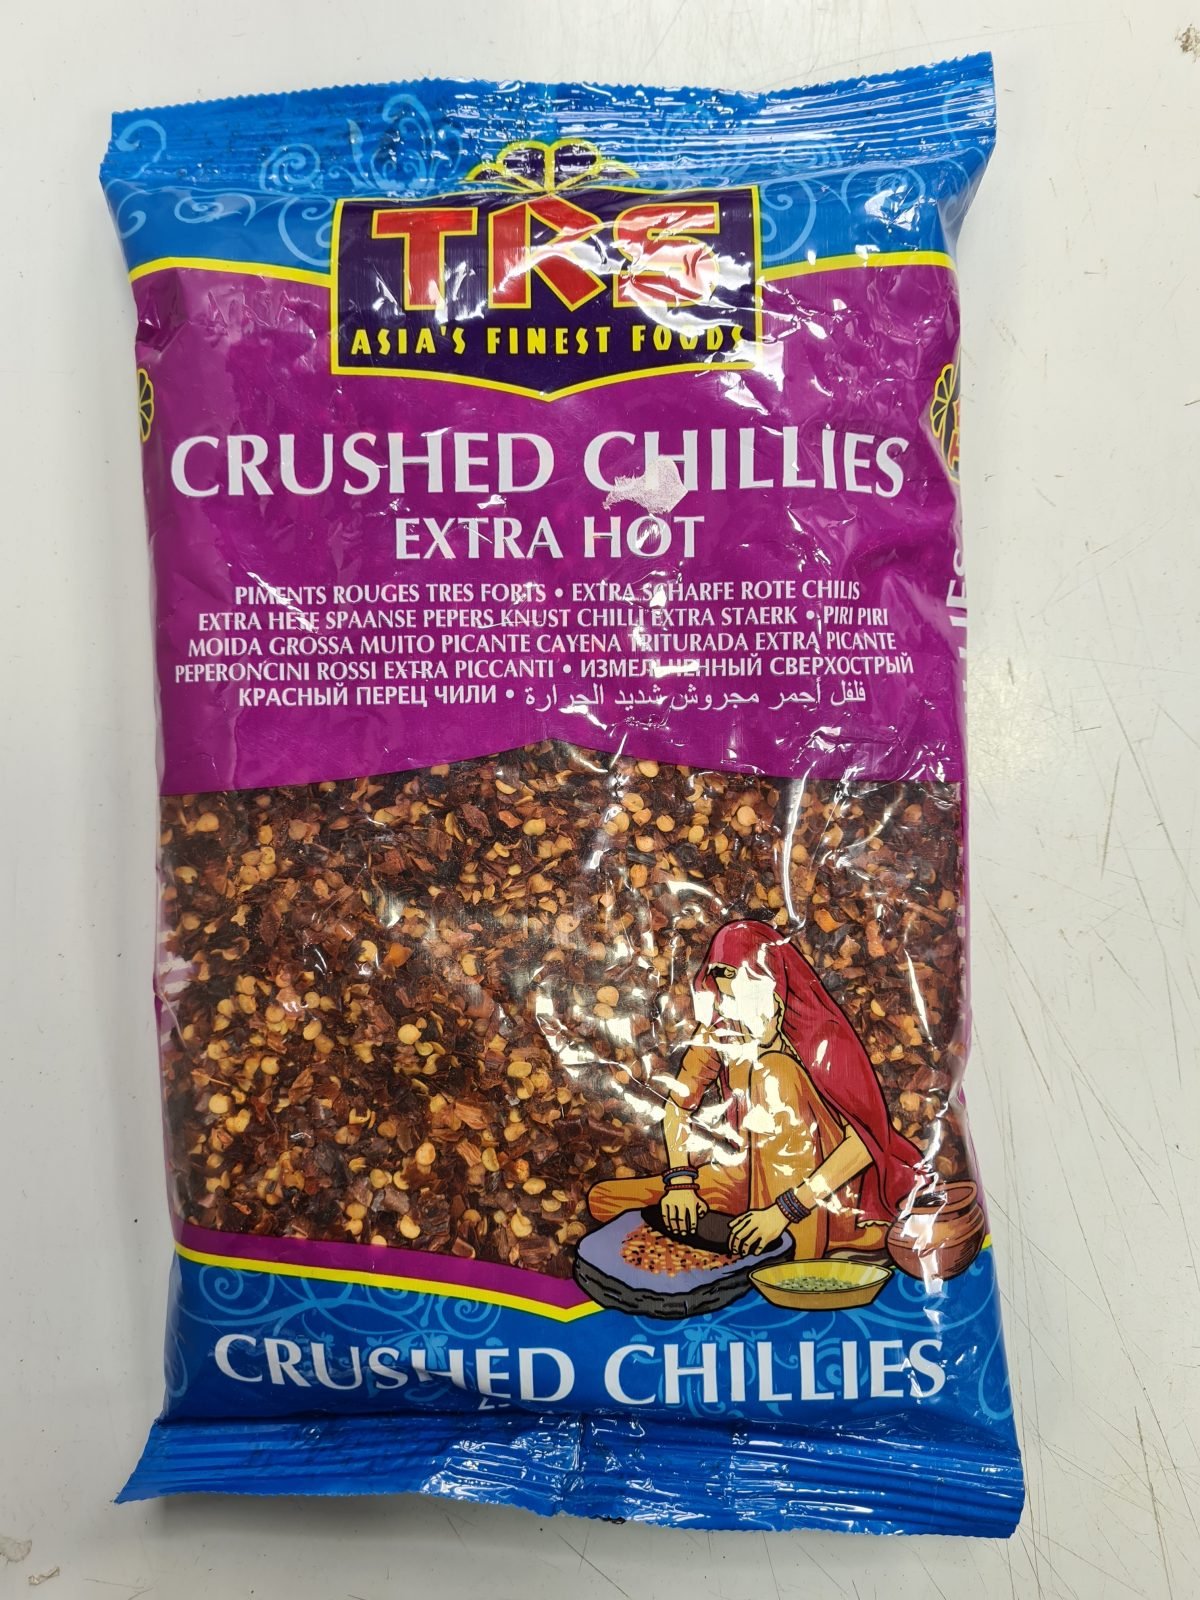 TRS
ASIA'S FINEST FOODS
CRUSHED CHILLIES
EXTRA HOT
PIMENTS ROUGES TRES FORTS • EXTRA SCHARFE ROTE CHILIS
EXTRA HETE SPAANSE PEPERS KNUST CHILLI EXTRA STAERK • PIRI PIRI
MOIDA GROSSA MUITO PICANTE CAYENA TRITURADA EXTRA PICANTE
PEPERONCINI ROSSI EXTRA PICCANTI • ИЗМЕЛЬЧЕННЫЙ СВЕРХОСТРЫЙ
КРАСНЫЙ ПЕРЕЦ ЧИЛИ • فلفل أحمر مجروش شديد الحرارة
CRUSHED CHILLIES